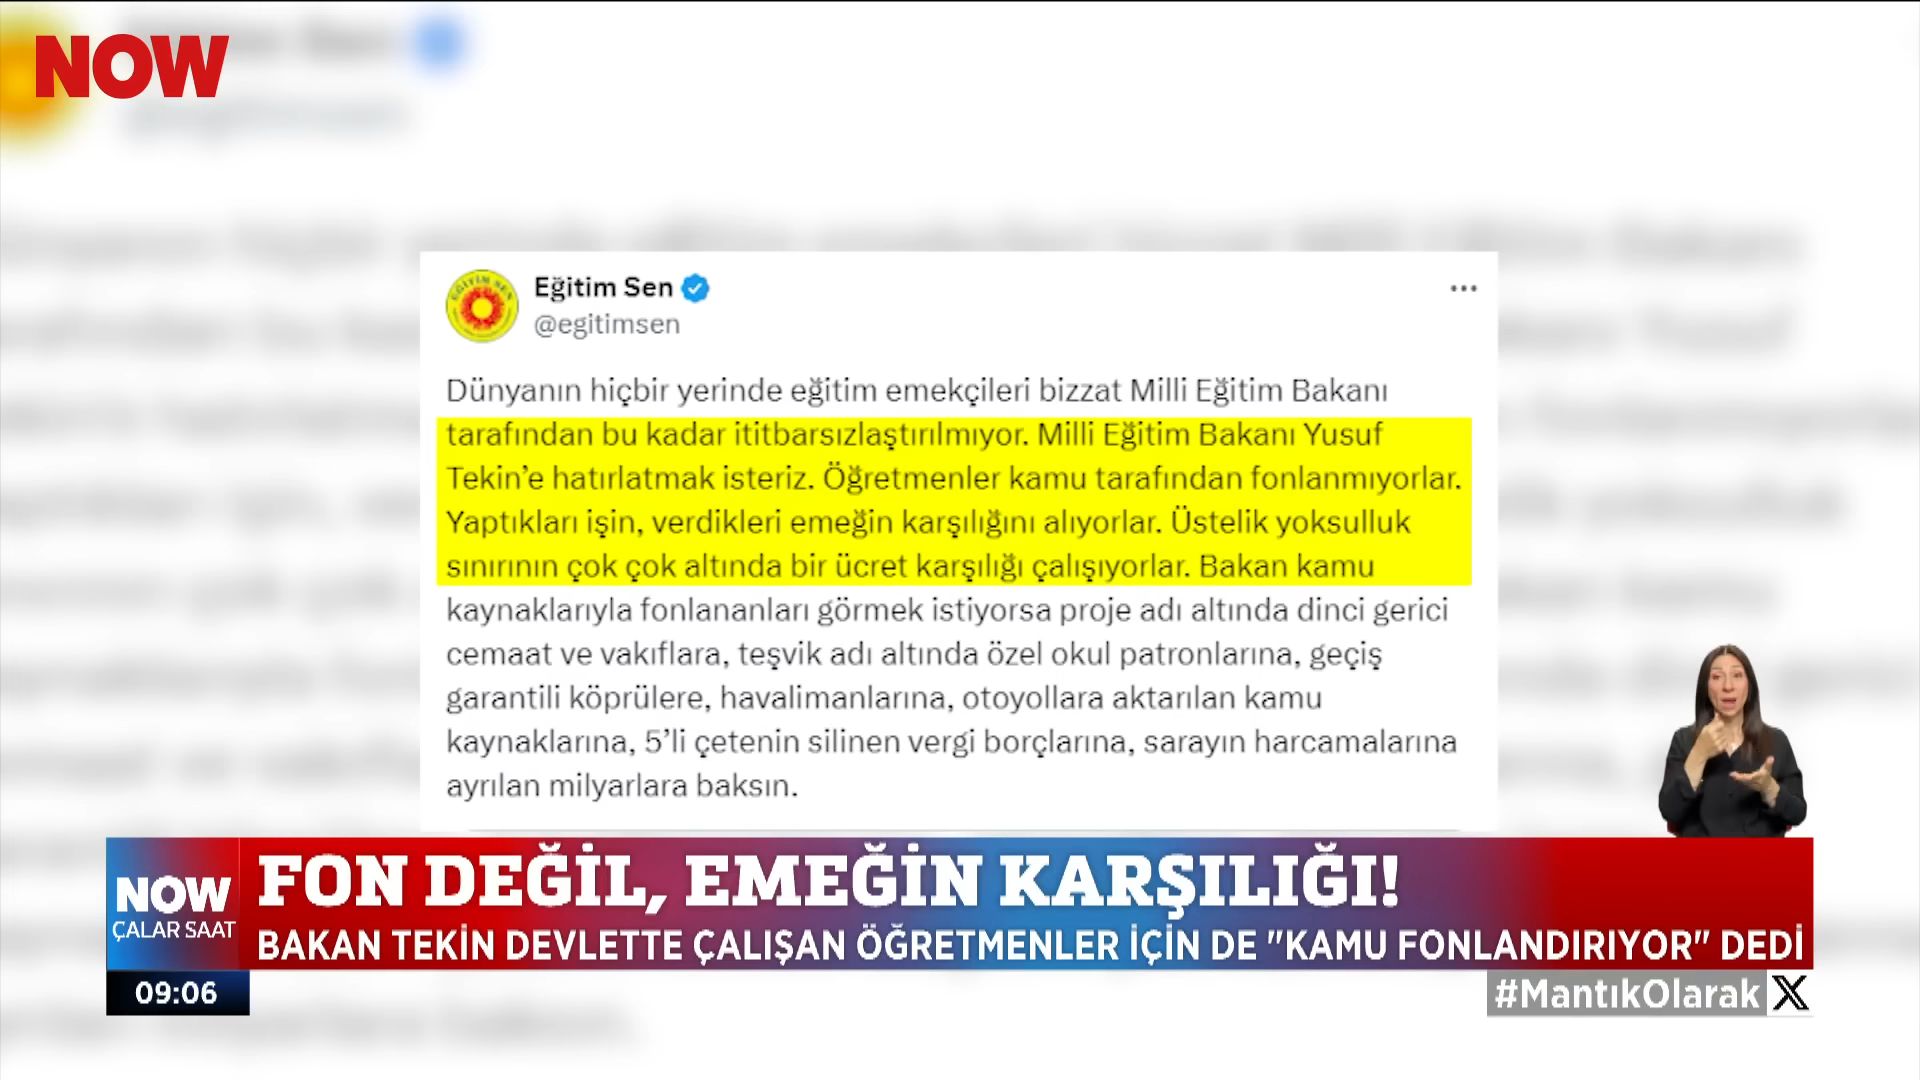 NOW
Eğitim Sen
@egitimsen
Dünyanın hiçbir yerinde eğitim emekçileri bizzat Milli Eğitim Bakanı
tarafından bu kadar ititbarsızlaştırılmıyor. Milli Eğitim Bakanı Yusuf
Tekin’e hatırlatmak isteriz. Öğretmenler kamu tarafından fonlanmıyorlar.
Yaptıkları işin, verdikleri emeğin karşılığını alıyorlar. Üstelik yoksulluk
sınırının çok çok altında bir ücret karşılığı çalışıyorlar. Bakan kamu
kaynaklarıyla fonlananları görmek istiyorsa proje adı altında dinci gerici
cemaat ve vakıflara, teşvik adı altında özel okul patronlarına, geçiş
garantili köprülere, havalimanlarına, otoyollara aktarılan kamu
kaynaklarına, 5’li çetenin silinen vergi borçlarına, sarayın harcamalarına
ayrılan milyarlara baksın.
FON DEĞİL, EMEĞİN KARŞILIĞI!
NOW
ÇALAR SAAT
BAKAN TEKİN DEVLETTE ÇALIŞAN ÖĞRETMENLER İÇİN DE "KAMU FONLANDIRIYOR" DEDİ
09:06
#MantıkOlarak X